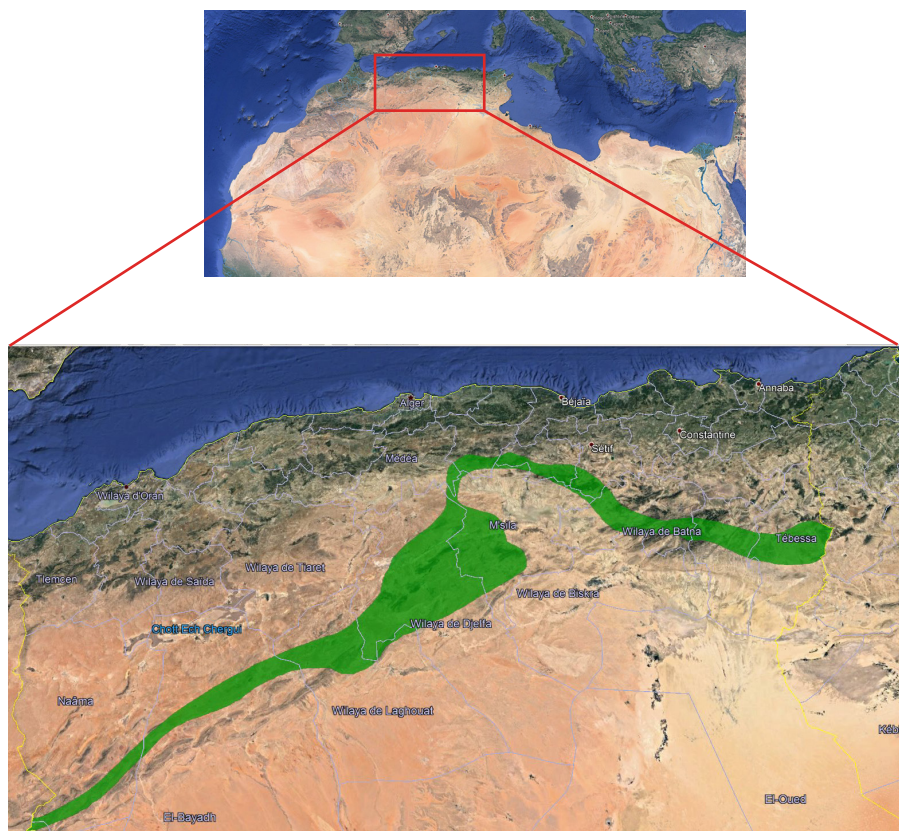 Annaba
Alger
Béjaïa
Constantine
Sétif
Médéa
Wilaya d'Oran
M'sila
Wilaya de Batna
Tébessa
Wilaya de Tiaret
Tlemcen
Wilaya de Saïda
Wilaya de Biskra
Chott Ech Chergui
Wilaya de Djelfa
Naâma
Wilaya de Laghouat
Kébi
El-Oued
El-Bayadh